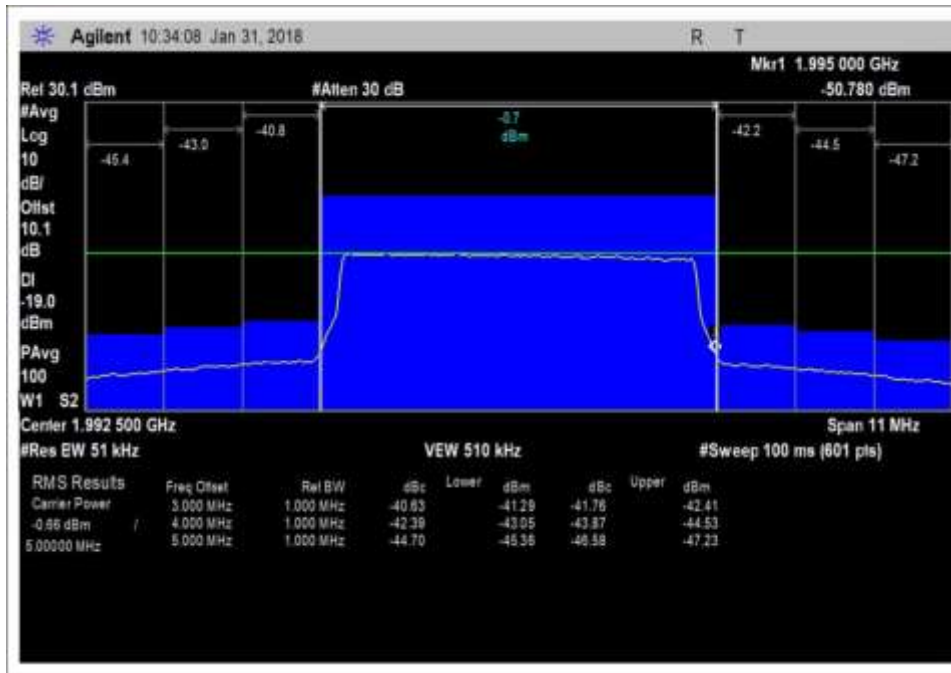 Agilent 10:34:08 Jan 31, 2018 R T
Mkr1 1.995 000 GHz
Ref 30.1 dBm #Atten 30 dB -50.780 dBm
#Avg
Log
10
dB/
Offst
10.1
dB
DI
-19.0
dBm
PAvg
100
W1 S2
-45.4 -43.0 -40.8 -0.7 -42.2 -44.5 -47.2
dBm
Center 1.992 500 GHz Span 11 MHz
#Res BW 51 kHz VBW 510 kHz #Sweep 100 ms (601 pts)
RMS Results Freq Offset Ref BW dBc Lower dBm dBc Upper dBm
Carrier Power 3.000 MHz 1.000 MHz -40.63 -41.29 -41.76 -42.41
-0.66 dBm / 4.000 MHz 1.000 MHz -42.39 -43.05 -43.87 -44.53
5.00000 MHz 5.000 MHz 1.000 MHz -44.70 -45.36 -46.58 -47.23